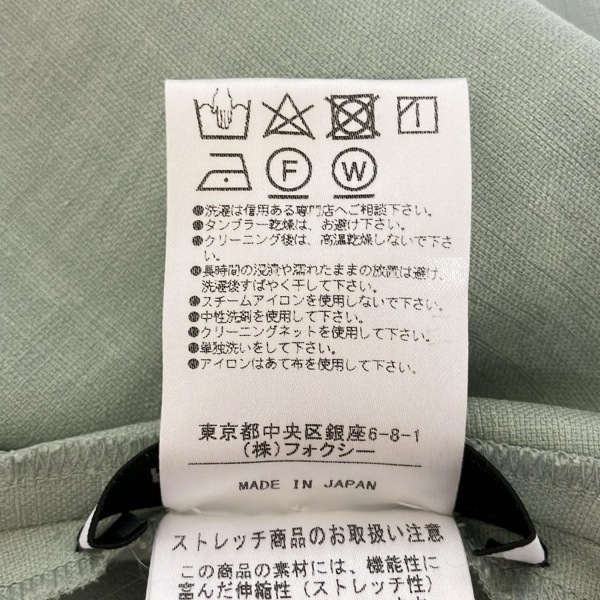 F
W
●洗濯は信用ある専門店へご相談下さい。
●タンブラー乾燥は、お避け下さい。
●クリーニング後は、高温乾燥しないで下さ
い。
●長時間の浸漬や濡れたままの放置は避け、
洗濯後すばやく干して下さい。
●スチームアイロンを使用しないで下さい。
●中性洗剤を使用して下さい。
●クリーニングネットを使用して下さい。
●単独洗いをして下さい。
●アイロンはあて布を使用して下さい。
東京都中央区銀座6-8-1
(株)フォクシー
MADE IN JAPAN
ストレッチ商品のお取扱い注意
この商品の素材には、機能性に
富んだ伸縮性(ストレッチ性)